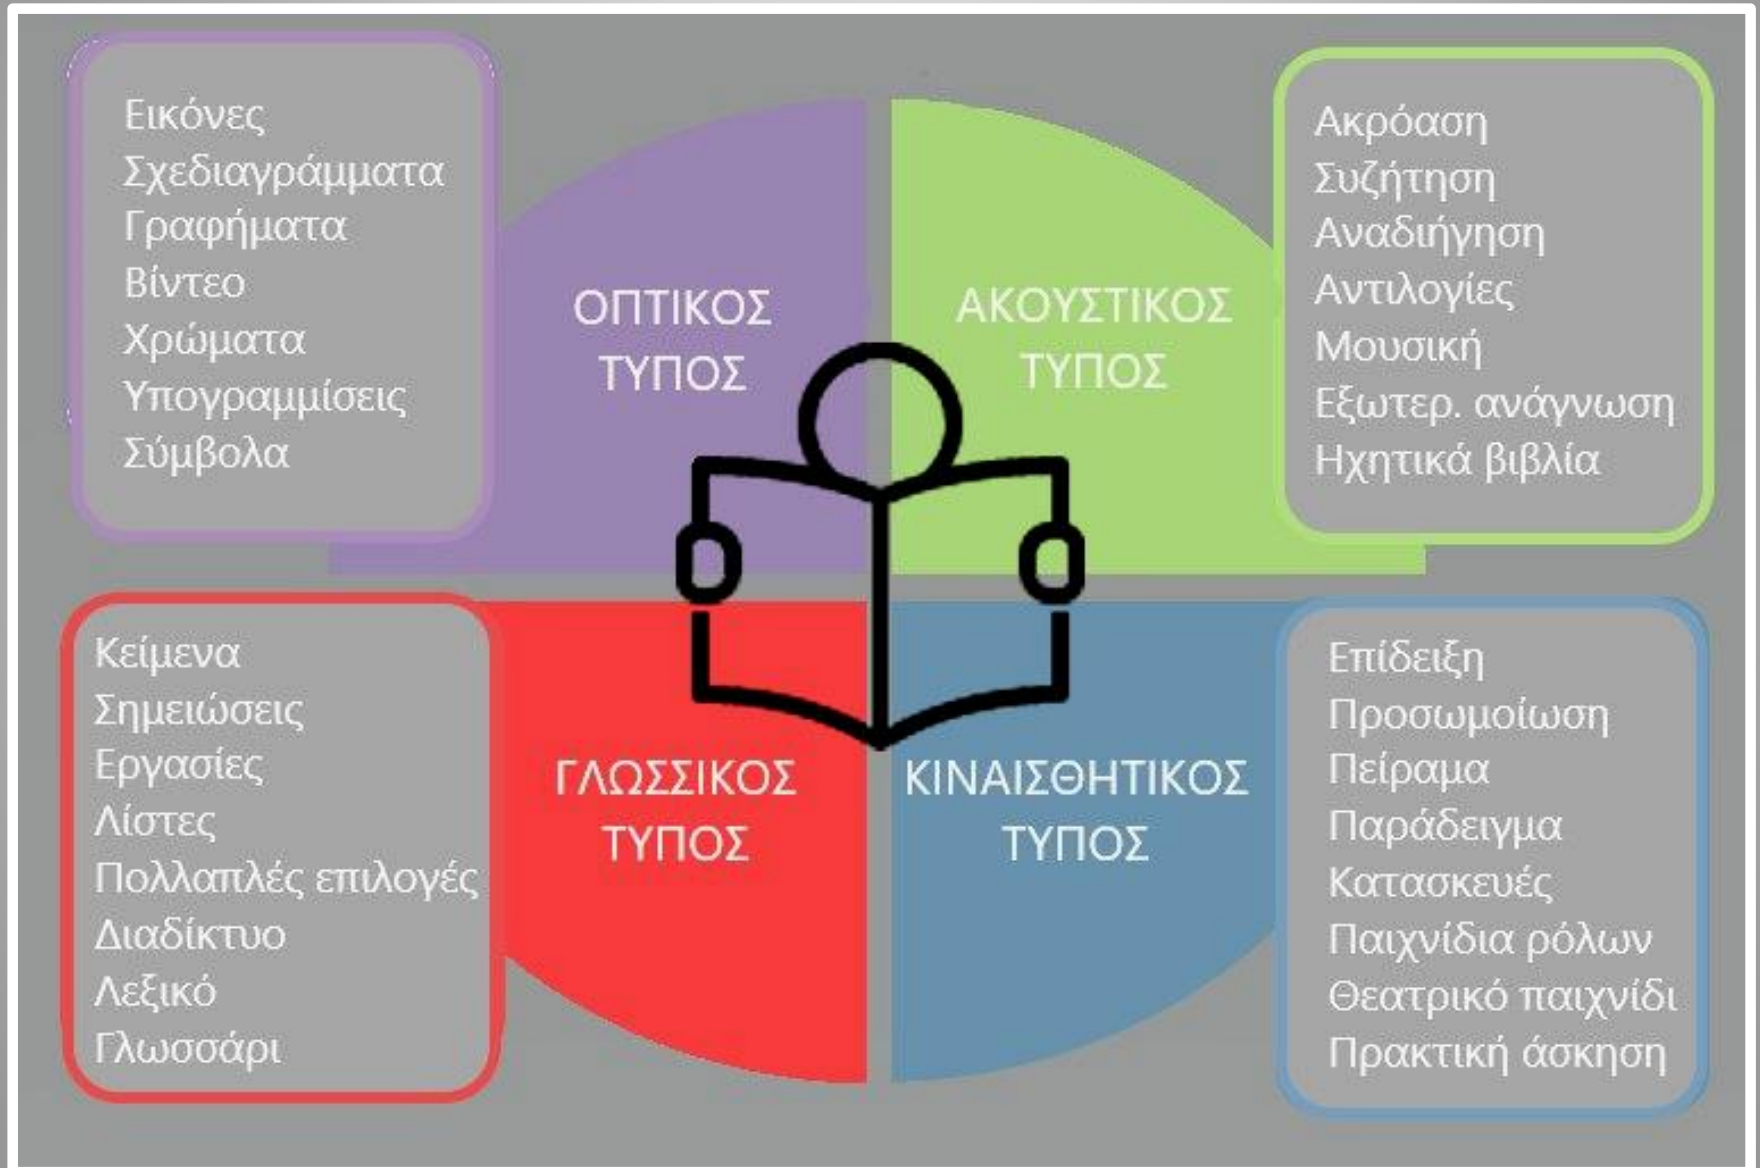 Εικόνες
Σχεδιαγράμματα
Γραφήματα
Βίντεο
Χρώματα
Υπογραμμίσεις
Σύμβολα
ΟΠΤΙΚΟΣ
ΤΥΠΟΣ
ΑΚΟΥΣΤΙΚΟΣ
ΤΥΠΟΣ
Ακρόαση
Συζήτηση
Αναδιήγηση
Αντιλογίες
Μουσική
Εξωτερ. ανάγνωση
Ηχητικά βιβλία
Κείμενα
Σημειώσεις
Εργασίες
Λίστες
Πολλαπλές επιλογές
Διαδίκτυο
Λεξικό
Γλωσσάρι
ΓΛΩΣΣΙΚΟΣ
ΤΥΠΟΣ
ΚΙΝΑΙΣΘΗΤΙΚΟΣ
ΤΥΠΟΣ
Επίδειξη
Προσωμοίωση
Πείραμα
Παράδειγμα
Κατασκευές
Παιχνίδια ρόλων
Θεατρικό παιχνίδι
Πρακτική άσκηση